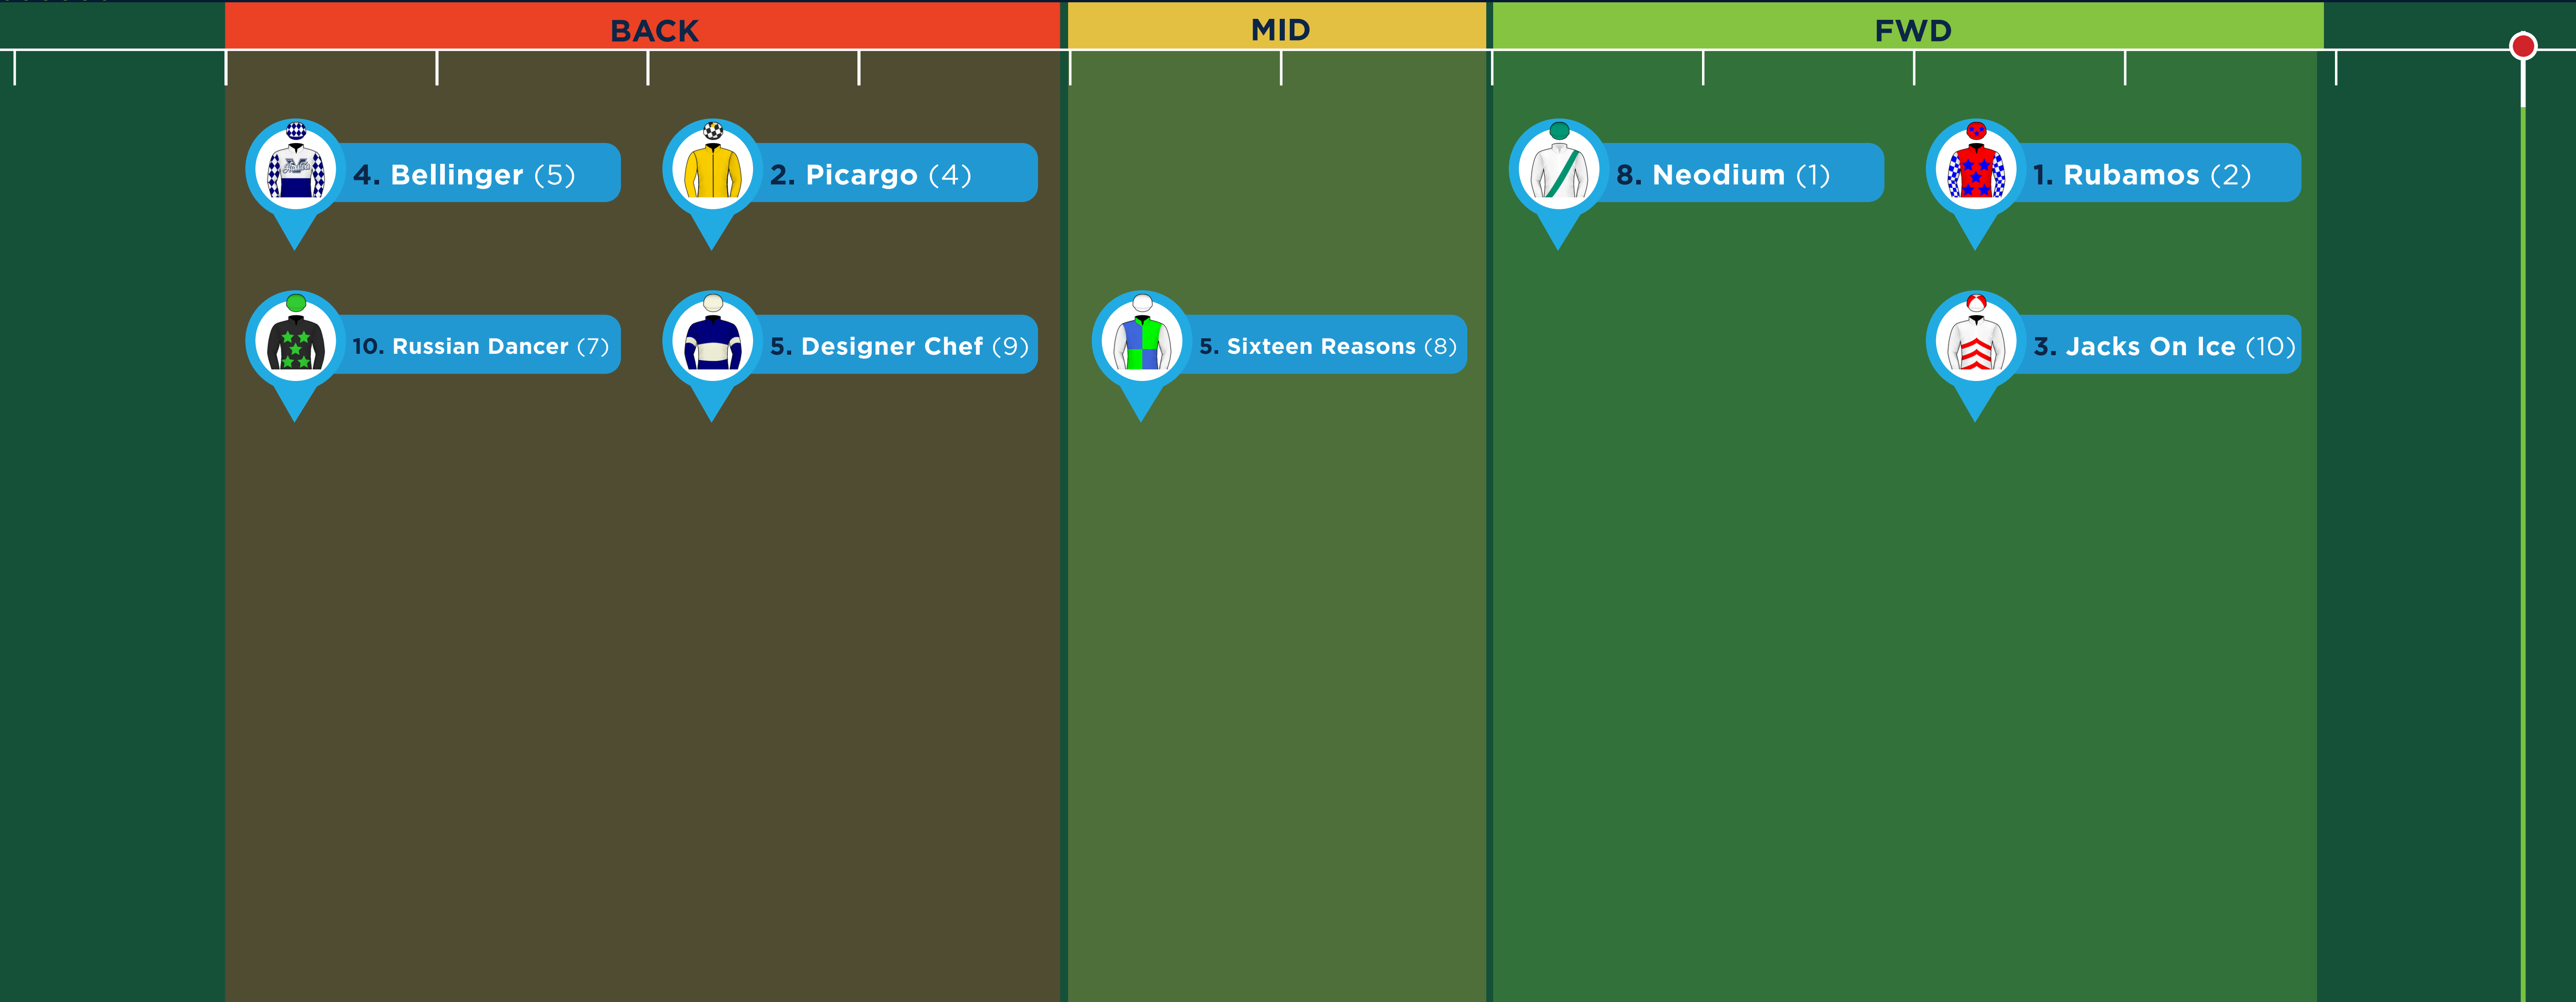 BACK
MID
FWD
4. Bellinger (5)
2. Picargo (4)
8. Neodium (1)
1. Rubamos (2)
10. Russian Dancer (7)
5. Designer Chef (9)
5. Sixteen Reasons (8)
3. Jacks On Ice (10)